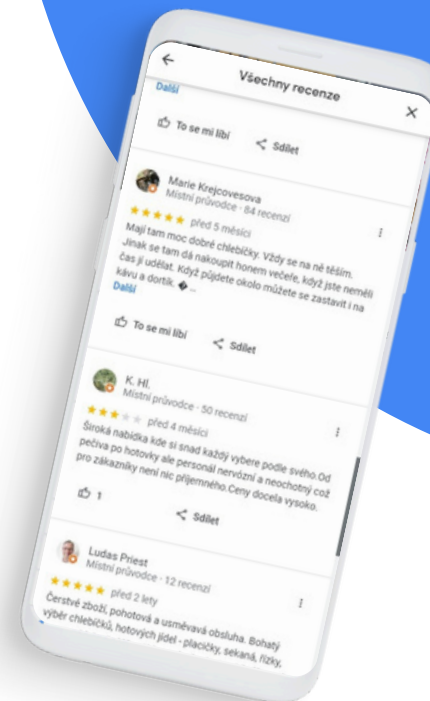 Všechny recenze
Další
To se mi líbí
Sdílet
Marie Krejcovesova
Místní průvodce · 84 recenzí
před 5 měsíci
Mají tam moc dobré chlebíčky. Vždy se na ně těším.
Jinak se tam dá nakoupit honem večeře, když jste neměli
čas jí udělat. Když půjdete okolo můžete se zastavit i na
kávu a dortík. � ...
Další
To se mi líbí
Sdílet
K. Hl.
Místní průvodce · 50 recenzí
před 4 měsíci
Široká nabídka kde si snad každý vybere podle svého.Od
pečiva po hotovky ale personál nervózní a neochotný což
pro zákazníky není nic příjemného.Ceny docela vysoko.
1
Sdílet
Ludas Priest
Místní průvodce · 12 recenzí
před 2 lety
Čerstvé zboží, pohotová a usměvavá obsluha. Bohatý
výběr chlebíčků, hotových jídel - placičky, sekaná, řízky,